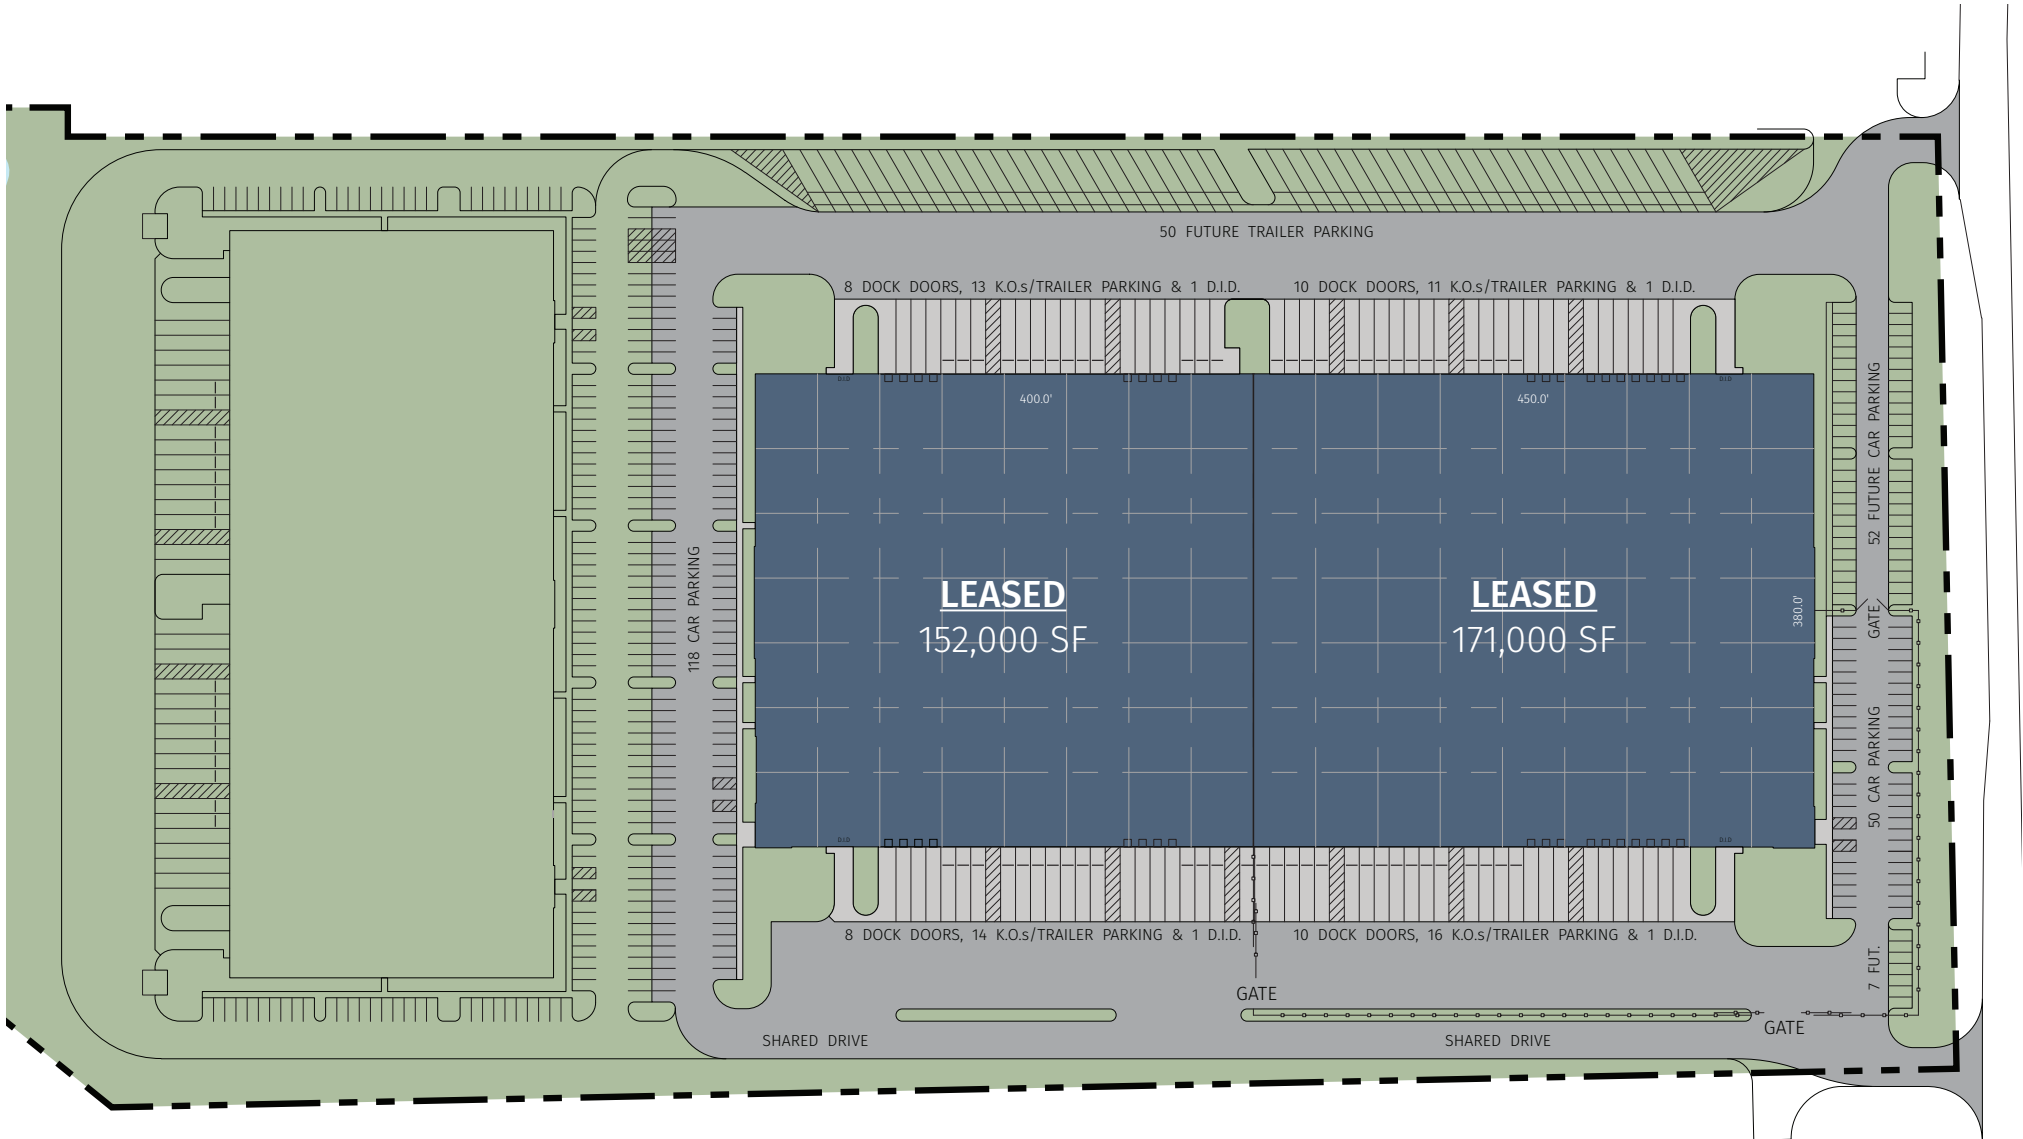 50 FUTURE TRAILER PARKING
8 DOCK DOORS, 13 K.O.s/TRAILER PARKING & 1 D.I.D.
10 DOCK DOORS, 11 K.O.s/TRAILER PARKING & 1 D.I.D.
D.I.D
D.I.D
400.0'
450.0'
52 FUTURE CAR PARKING
118 CAR PARKING
LEASED
152,000 SF
LEASED
171,000 SF
380.0'
GATE
50 CAR PARKING
D.I.D
D.I.D
8 DOCK DOORS, 14 K.O.s/TRAILER PARKING & 1 D.I.D.
10 DOCK DOORS, 16 K.O.s/TRAILER PARKING & 1 D.I.D.
7 FUT.
GATE
GATE
SHARED DRIVE
SHARED DRIVE